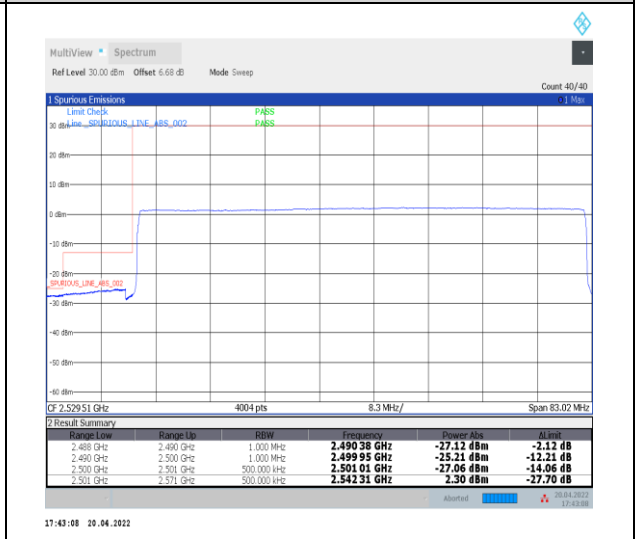 MultiView Spectrum
Ref Level 30.00 dBm Offset 6.68 dB Mode Sweep
Count 40/40
1 Spurious Emissions 1 Max
Limit Check PASS
30 dBm Line _SPURIOUS_LINE_ABS_002 PASS
20 dBm
10 dBm
0 dBm
-10 dBm
-20 dBm
SPURIOUS_LINE_ABS_002
-30 dBm
-40 dBm
-50 dBm
-60 dBm
CF 2.52951 GHz 4004 pts 8.3 MHz/ Span 83.02 MHz
2 Result Summary
Range Low Range Up RBW Frequency Power Abs ΔLimit
2.488 GHz 2.490 GHz 1.000 MHz 2.490 38 GHz -27.12 dBm -2.12 dB
2.490 GHz 2.500 GHz 1.000 MHz 2.499 95 GHz -25.21 dBm -12.21 dB
2.500 GHz 2.501 GHz 500.000 kHz 2.501 01 GHz -27.06 dBm -14.06 dB
2.501 GHz 2.571 GHz 500.000 kHz 2.542 31 GHz 2.30 dBm -27.70 dB
Aborted 20.04.2022
17:43:08
17:43:08 20.04.2022